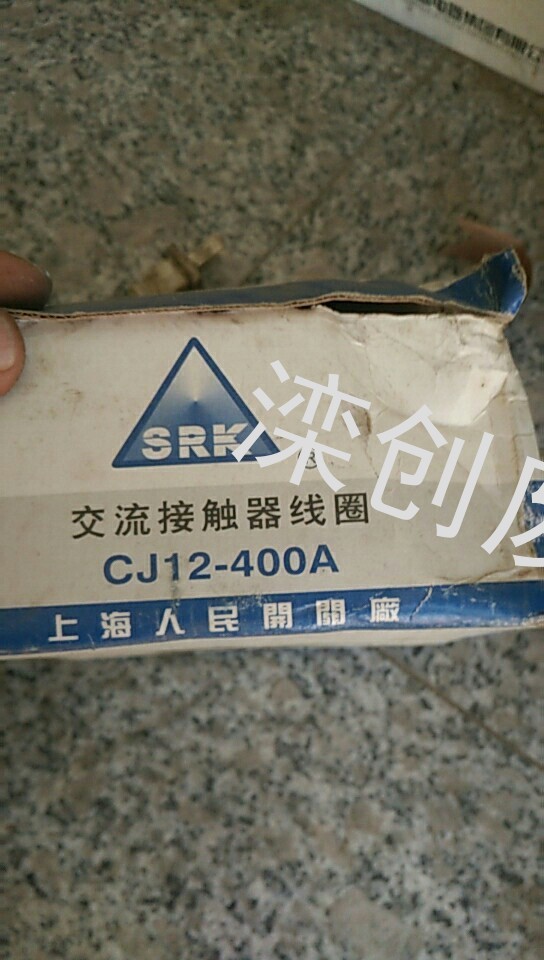 SRK
®
交流接触器线圈
CJ12-400A
上海人民開關廠
滦创